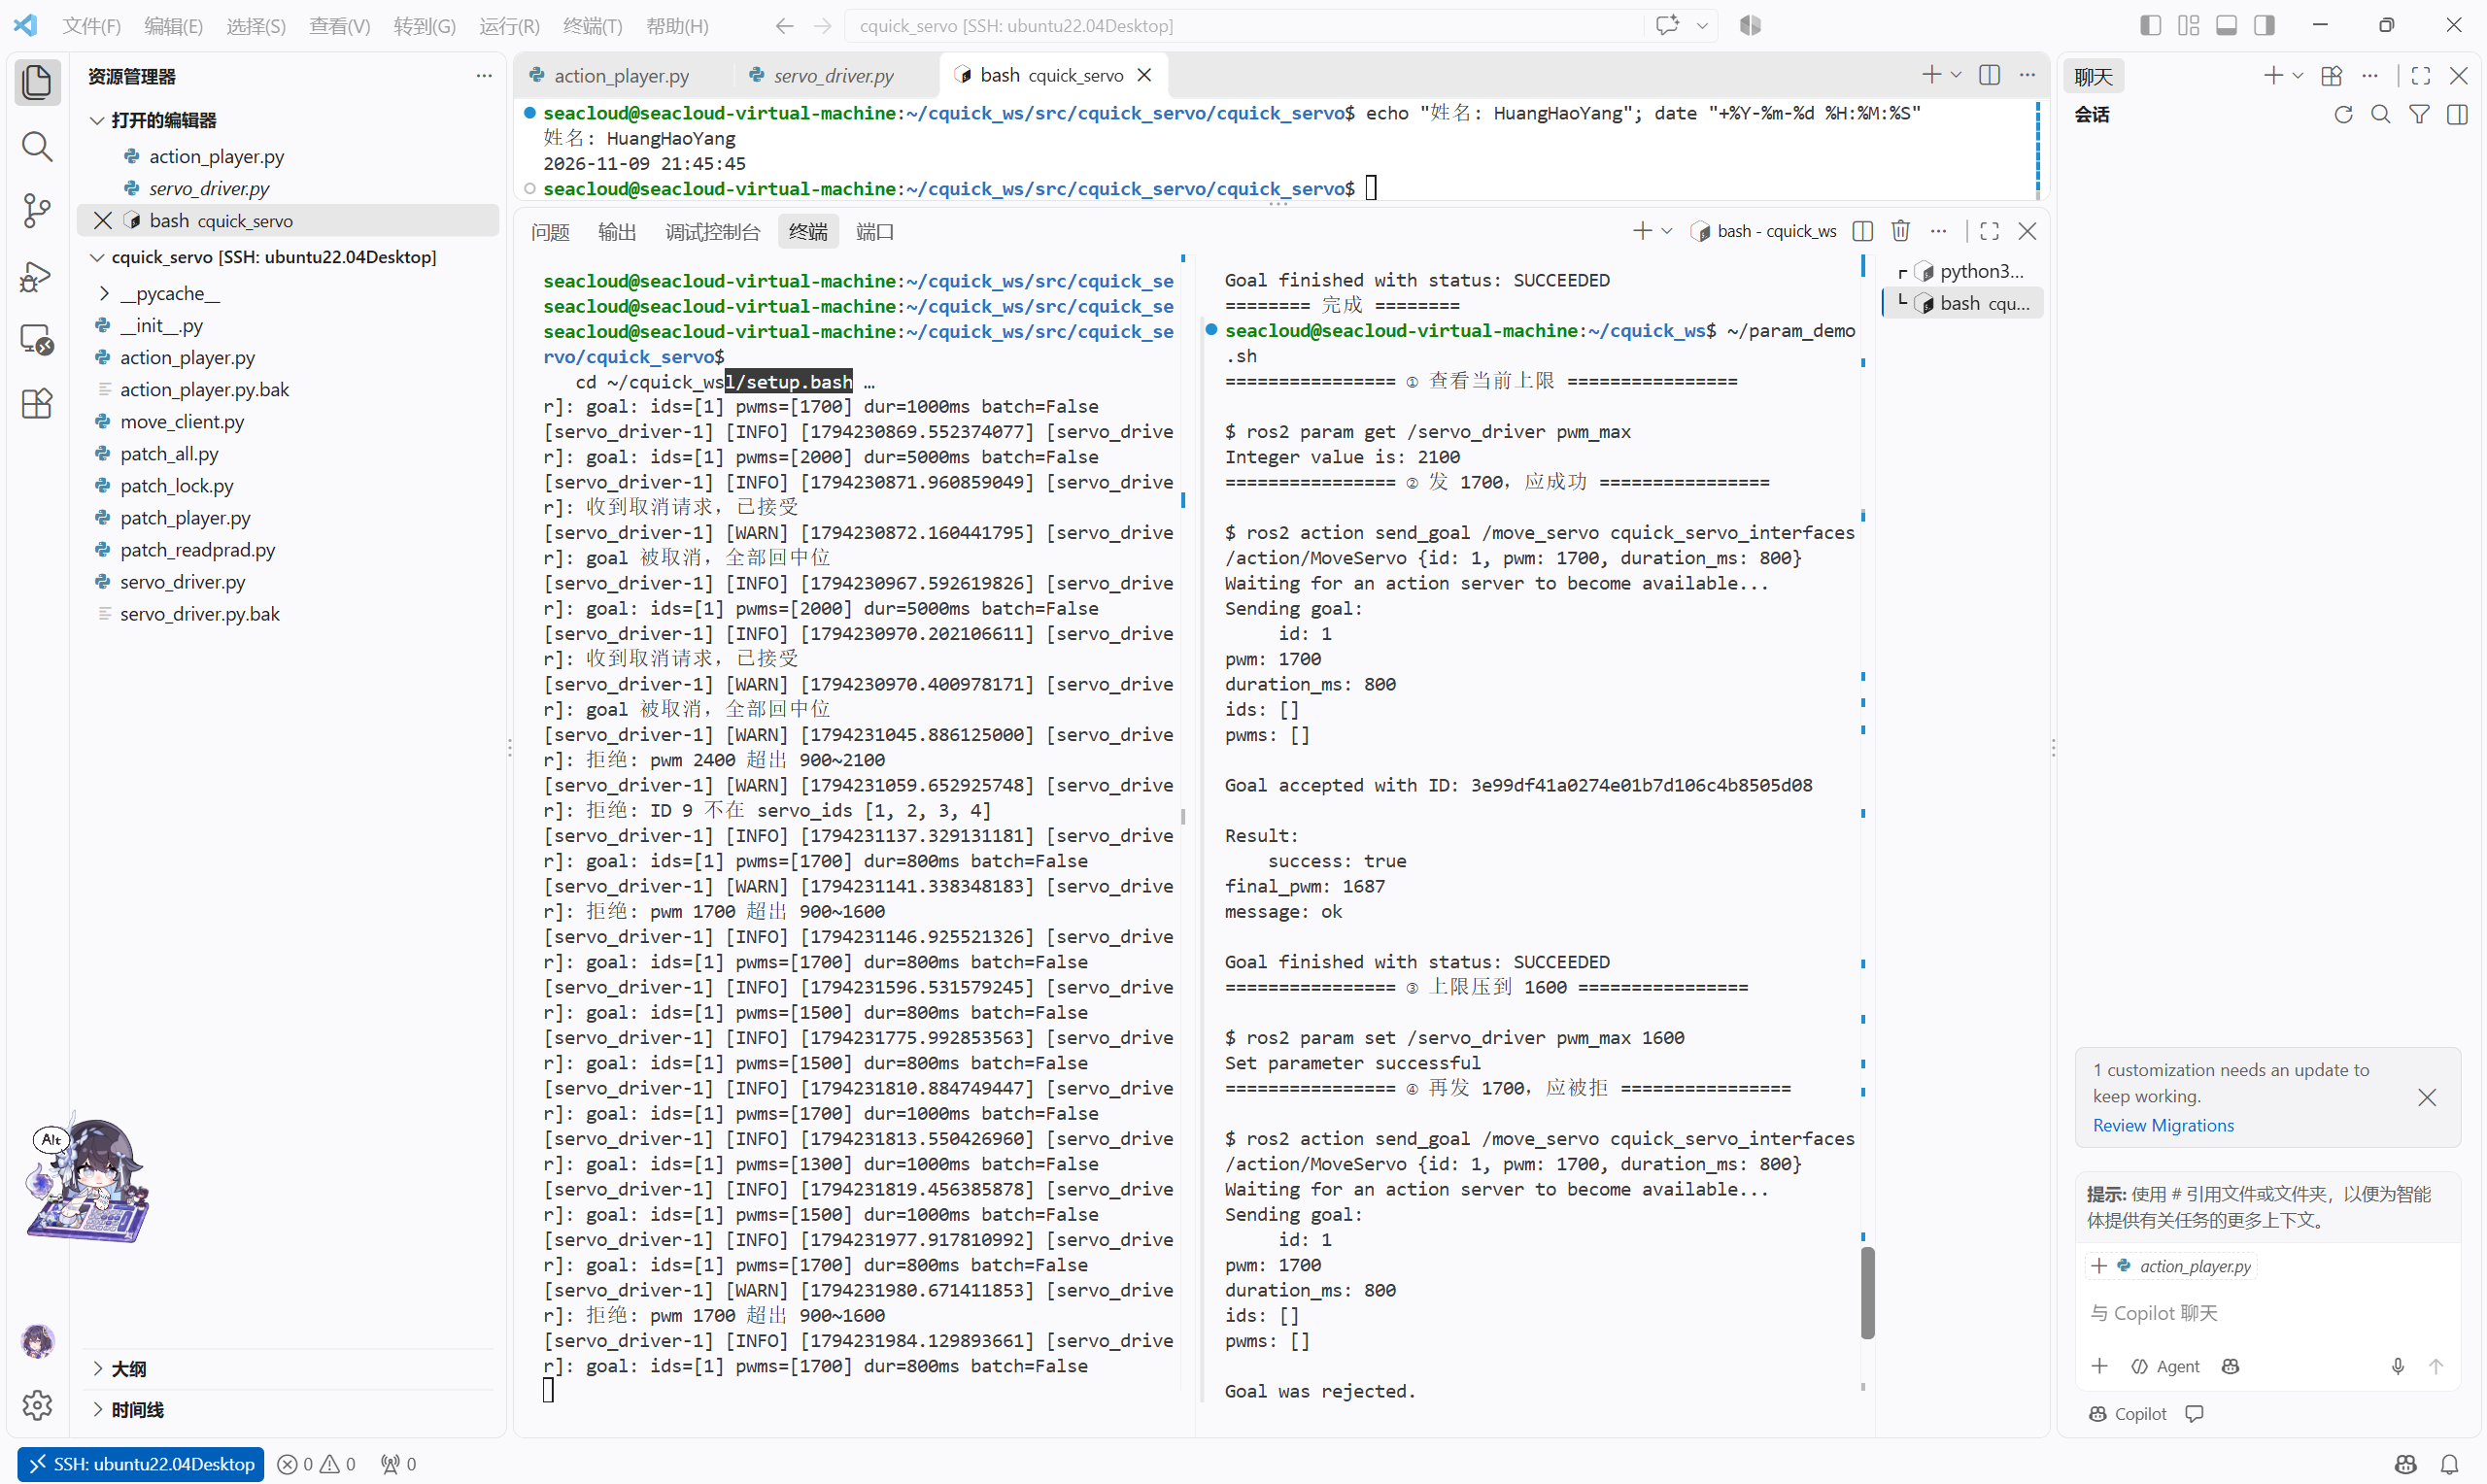 文件(F) 编辑(E) 选择(S) 查看(V) 转到(G) 运行(R) 终端(T) 帮助(H)
cquick_servo [SSH: ubuntu22.04Desktop]
资源管理器
打开的编辑器
action_player.py
servo_driver.py
bash cquick_servo
cquick_servo [SSH: ubuntu22.04Desktop]
__pycache__
__init__.py
action_player.py
action_player.py.bak
move_client.py
patch_all.py
patch_lock.py
patch_player.py
patch_readprad.py
servo_driver.py
servo_driver.py.bak
Alt
大纲
时间线
action_player.py
servo_driver.py
bash cquick_servo
seacloud@seacloud-virtual-machine:~/cquick_ws/src/cquick_servo/cquick_servo$ echo "姓名: HuangHaoYang"; date "+%Y-%m-%d %H:%M:%S"
姓名: HuangHaoYang
2026-11-09 21:45:45
seacloud@seacloud-virtual-machine:~/cquick_ws/src/cquick_servo/cquick_servo$
问题 输出 调试控制台 终端 端口
bash - cquick_ws
seacloud@seacloud-virtual-machine:~/cquick_ws/src/cquick_se
seacloud@seacloud-virtual-machine:~/cquick_ws/src/cquick_se
seacloud@seacloud-virtual-machine:~/cquick_ws/src/cquick_se
rvo/cquick_servo$
cd ~/cquick_wsl/setup.bash …
r]: goal: ids=[1] pwms=[1700] dur=1000ms batch=False
[servo_driver-1] [INFO] [1794230869.552374077] [servo_drive
r]: goal: ids=[1] pwms=[2000] dur=5000ms batch=False
[servo_driver-1] [INFO] [1794230871.960859049] [servo_drive
r]: 收到取消请求，已接受
[servo_driver-1] [WARN] [1794230872.160441795] [servo_drive
r]: goal 被取消，全部回中位
[servo_driver-1] [INFO] [1794230967.592619826] [servo_drive
r]: goal: ids=[1] pwms=[2000] dur=5000ms batch=False
[servo_driver-1] [INFO] [1794230970.202106611] [servo_drive
r]: 收到取消请求，已接受
[servo_driver-1] [WARN] [1794230970.400978171] [servo_drive
r]: goal 被取消，全部回中位
[servo_driver-1] [WARN] [1794231045.886125000] [servo_drive
r]: 拒绝: pwm 2400 超出 900~2100
[servo_driver-1] [WARN] [1794231059.652925748] [servo_drive
r]: 拒绝: ID 9 不在 servo_ids [1, 2, 3, 4]
[servo_driver-1] [INFO] [1794231137.329131181] [servo_drive
r]: goal: ids=[1] pwms=[1700] dur=800ms batch=False
[servo_driver-1] [WARN] [1794231141.338348183] [servo_drive
r]: 拒绝: pwm 1700 超出 900~1600
[servo_driver-1] [INFO] [1794231146.925521326] [servo_drive
r]: goal: ids=[1] pwms=[1700] dur=800ms batch=False
[servo_driver-1] [INFO] [1794231596.531579245] [servo_drive
r]: goal: ids=[1] pwms=[1500] dur=800ms batch=False
[servo_driver-1] [INFO] [1794231775.992853563] [servo_drive
r]: goal: ids=[1] pwms=[1500] dur=800ms batch=False
[servo_driver-1] [INFO] [1794231810.884749447] [servo_drive
r]: goal: ids=[1] pwms=[1700] dur=1000ms batch=False
[servo_driver-1] [INFO] [1794231813.550426960] [servo_drive
r]: goal: ids=[1] pwms=[1300] dur=1000ms batch=False
[servo_driver-1] [INFO] [1794231819.456385878] [servo_drive
r]: goal: ids=[1] pwms=[1500] dur=1000ms batch=False
[servo_driver-1] [INFO] [1794231977.917810992] [servo_drive
r]: goal: ids=[1] pwms=[1700] dur=800ms batch=False
[servo_driver-1] [WARN] [1794231980.671411853] [servo_drive
r]: 拒绝: pwm 1700 超出 900~1600
[servo_driver-1] [INFO] [1794231984.129893661] [servo_drive
r]: goal: ids=[1] pwms=[1700] dur=800ms batch=False
Goal finished with status: SUCCEEDED
======== 完成 ========
seacloud@seacloud-virtual-machine:~/cquick_ws$ ~/param_demo
.sh
================ ① 查看当前上限 ================
$ ros2 param get /servo_driver pwm_max
Integer value is: 2100
================ ② 发 1700，应成功 ================
$ ros2 action send_goal /move_servo cquick_servo_interfaces
/action/MoveServo {id: 1, pwm: 1700, duration_ms: 800}
Waiting for an action server to become available...
Sending goal:
id: 1
pwm: 1700
duration_ms: 800
ids: []
pwms: []
Goal accepted with ID: 3e99df41a0274e01b7d106c4b8505d08
Result:
success: true
final_pwm: 1687
message: ok
Goal finished with status: SUCCEEDED
================ ③ 上限压到 1600 ================
$ ros2 param set /servo_driver pwm_max 1600
Set parameter successful
================ ④ 再发 1700，应被拒 ================
$ ros2 action send_goal /move_servo cquick_servo_interfaces
/action/MoveServo {id: 1, pwm: 1700, duration_ms: 800}
Waiting for an action server to become available...
Sending goal:
id: 1
pwm: 1700
duration_ms: 800
ids: []
pwms: []
Goal was rejected.
python3...
bash cqu...
聊天
会话
1 customization needs an update to
keep working.
Review Migrations
提示: 使用 # 引用文件或文件夹，以便为智能
体提供有关任务的更多上下文。
action_player.py
与 Copilot 聊天
Agent
Copilot
SSH: ubuntu22.04Desktop 0 0 0